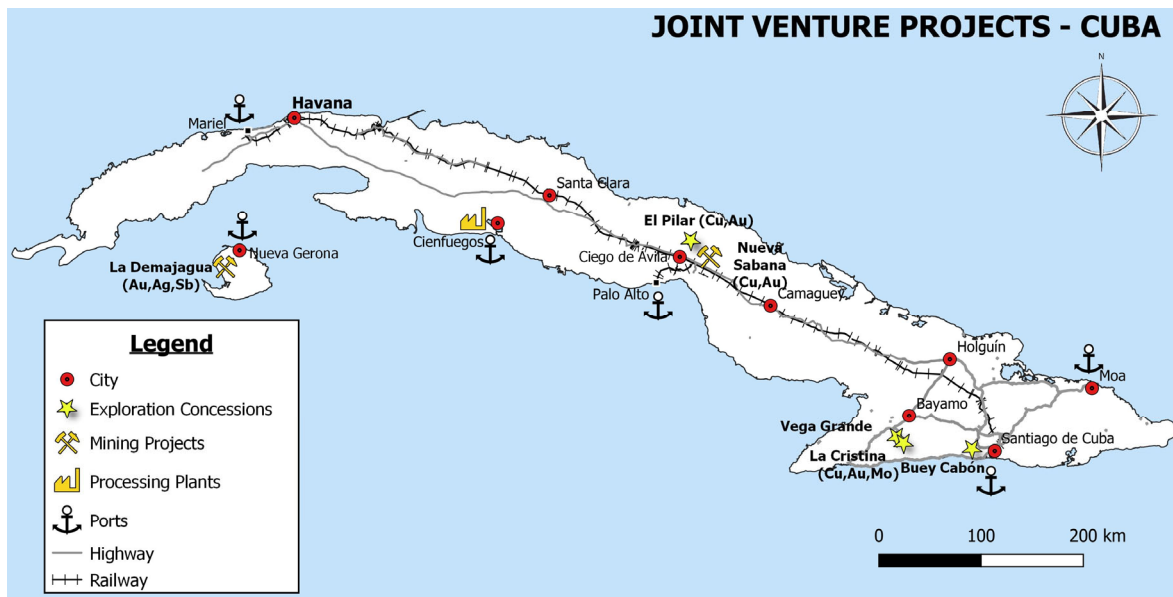 JOINT VENTURE PROJECTS - CUBA
N
Havana
Mariel
Santa Clara
El Pilar (Cu,Au)
Cienfuegos
Nueva Gerona
Ciego de Avila
Nueva
Sabana
(Cu,Au)
La Demajagua
(Au,Ag,Sb)
Palo Alto
Camaguey
Holguín
Moa
Bayamo
Vega Grande
Santiago de Cuba
La Cristina
(Cu,Au,Mo)
Buey Cabón
Legend
City
Exploration Concessions
Mining Projects
Processing Plants
Ports
Highway
Railway
0 100 200 km